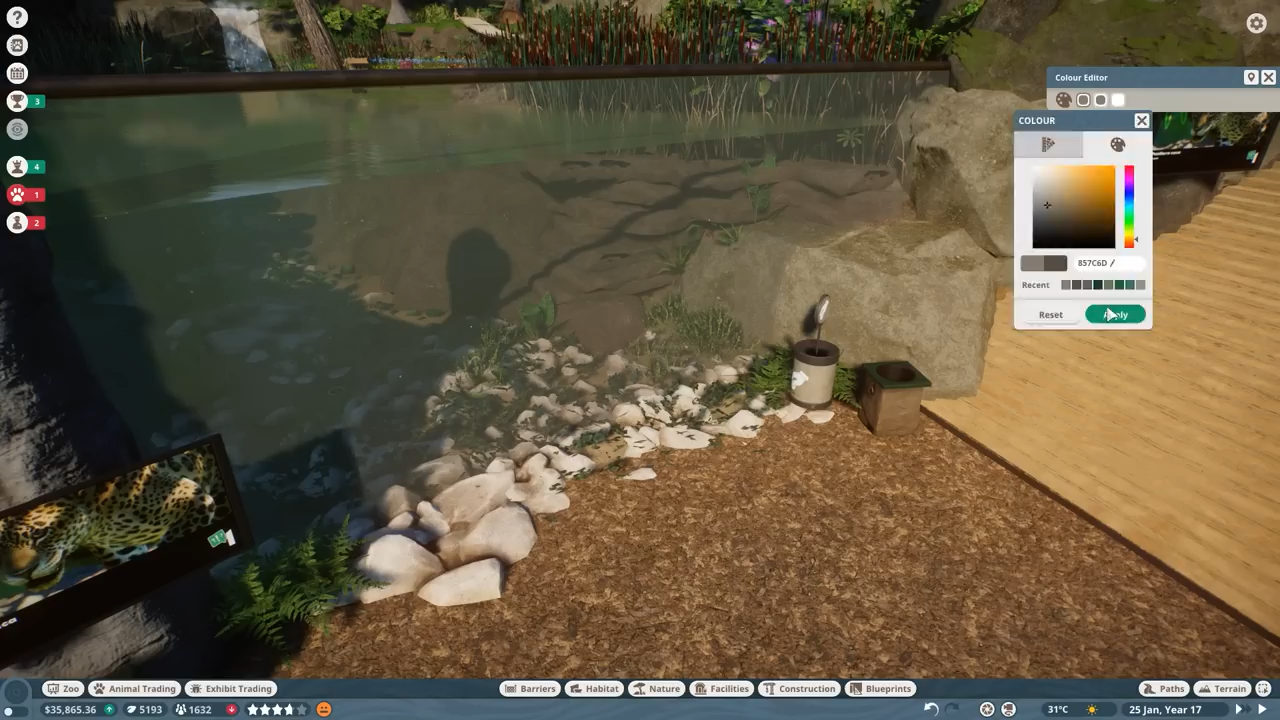 ?
3
4
1
2
Colour Editor
COLOUR
857C6D
Recent
Reset
Apply
Zoo
Animal Trading
Exhibit Trading
Barriers
Habitat
Nature
Facilities
Construction
Blueprints
Paths
Terrain
$35,865.36
5193
1632
31°C
25 Jan, Year 17